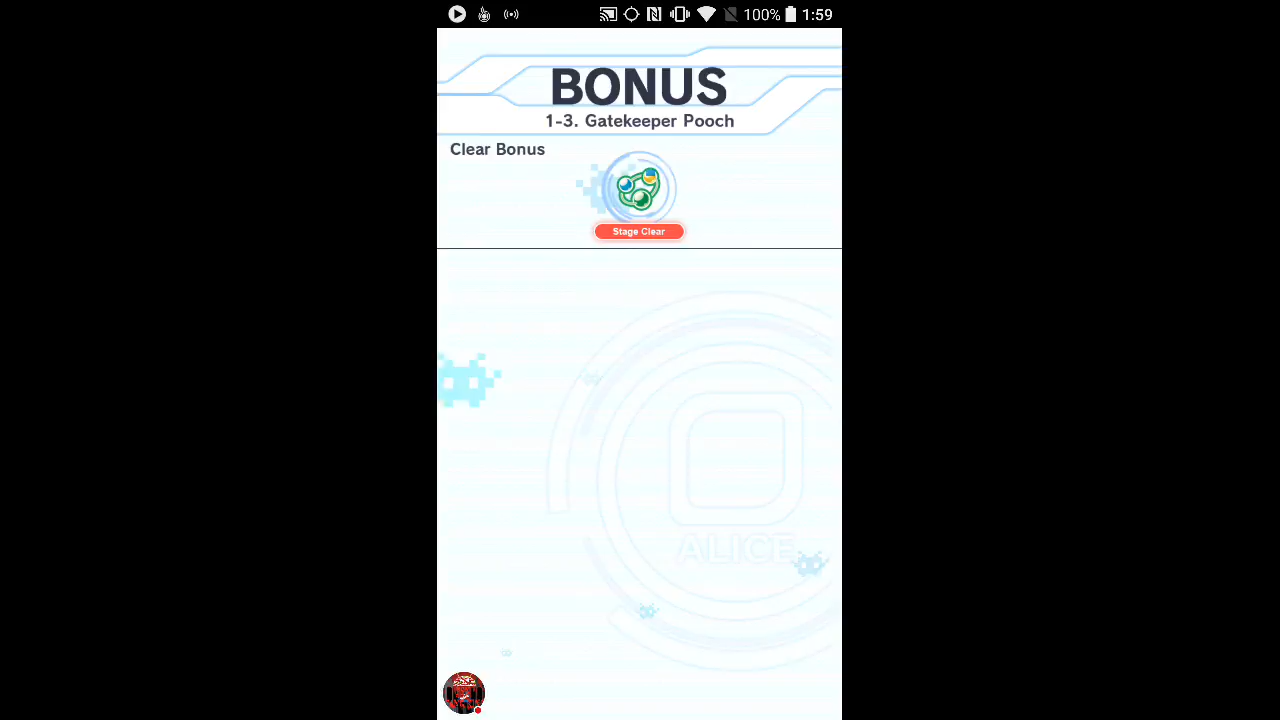 100% 1:59
BONUS
1-3. Gatekeeper Pooch
Clear Bonus
Stage Clear
ALICE